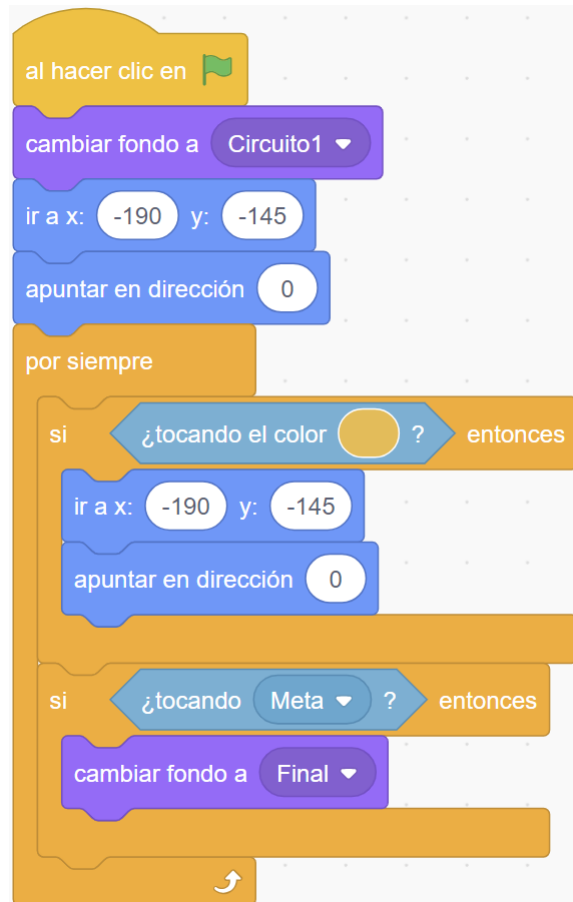 al hacer clic en
cambiar fondo a Circuito1
ir a x: -190 y: -145
apuntar en dirección 0
por siempre
si ¿tocando el color ? entonces
ir a x: -190 y: -145
apuntar en dirección 0
si ¿tocando Meta ? entonces
cambiar fondo a Final